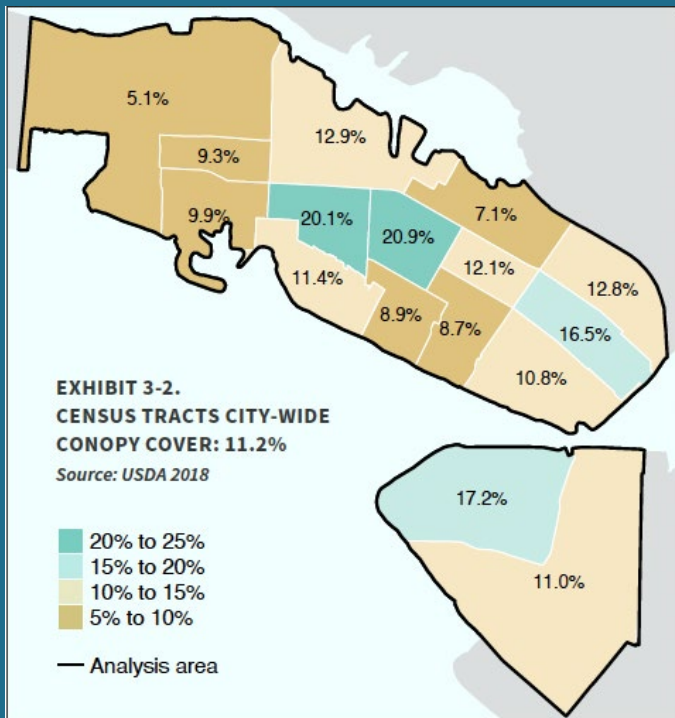 5.1%
12.9%
9.3%
7.1%
9.9%
20.1%
20.9%
12.1%
11.4%
12.8%
8.9%
8.7%
16.5%
10.8%
EXHIBIT 3-2.
CENSUS TRACTS CITY-WIDE
CONOPY COVER: 11.2%
Source: USDA 2018
17.2%
11.0%
20% to 25%
15% to 20%
10% to 15%
5% to 10%
Analysis area